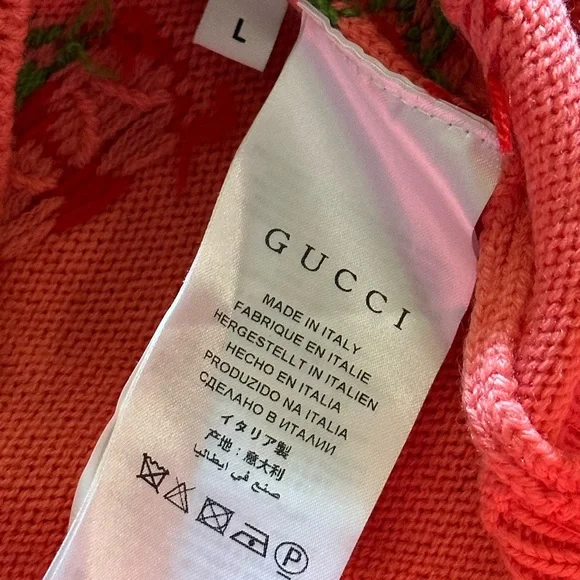 L
GUCCI
MADE IN ITALY
FABRIQUE EN ITALIE
HERGESTELLT IN ITALIEN
HECHO EN ITALIA
PRODUZIDO NA ITALIA
СДЕЛАНО В ИТАЛИИ
イタリア製
产地：意大利
صنع في ايطاليا
P